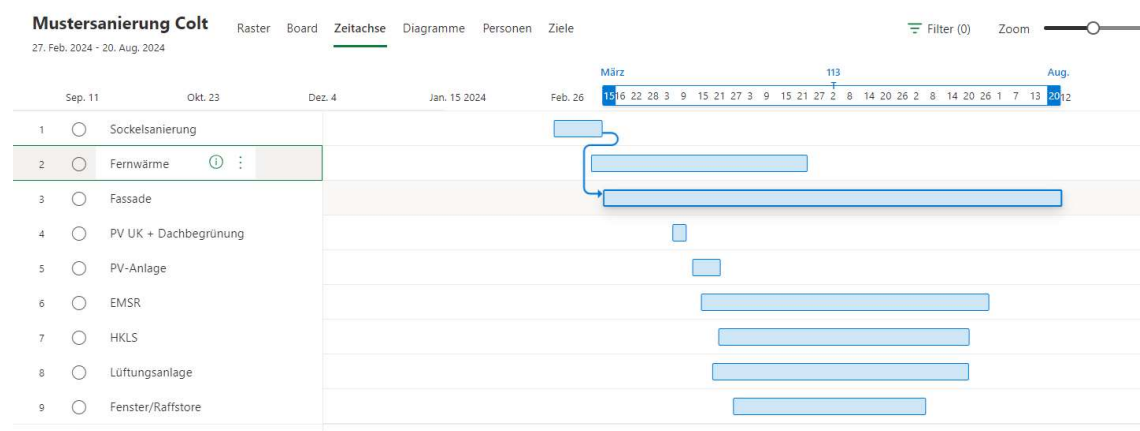 Mustersanierung Colt
Raster Board Zeitachse Diagramme Personen Ziele
Filter (0) Zoom
27. Feb. 2024 - 20. Aug. 2024
März 113 Aug.
Sep. 11 Okt. 23 Dez. 4 Jan. 15 2024 Feb. 26 15 16 22 28 3 9 15 21 27 3 9 15 21 27 2 8 14 20 26 2 8 14 20 26 1 7 13 20 12
1 Sockelsanierung
2 Fernwärme
3 Fassade
4 PV UK + Dachbegrünung
5 PV-Anlage
6 EMSR
7 HKLS
8 Lüftungsanlage
9 Fenster/Raffstore